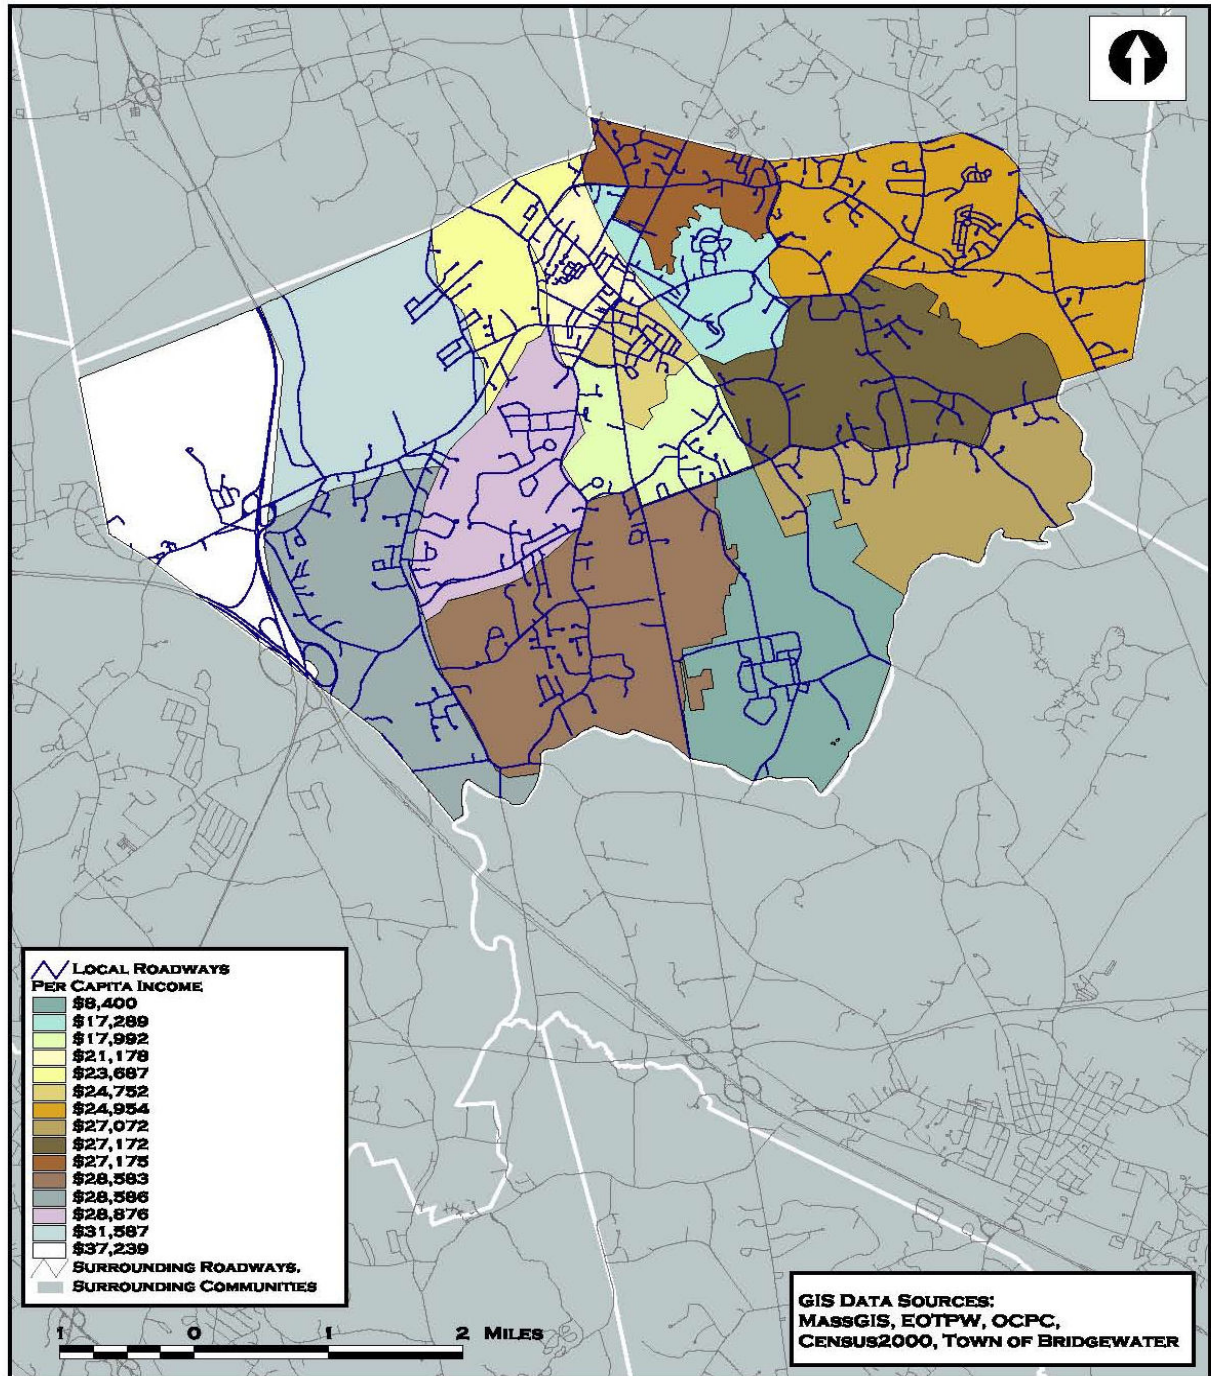 LOCAL ROADWAYS
PER CAPITA INCOME
$8,400
$17,289
$17,992
$21,178
$23,687
$24,752
$24,954
$27,072
$27,172
$27,175
$28,583
$28,586
$28,876
$31,587
$37,239
SURROUNDING ROADWAYS.
SURROUNDING COMMUNITIES
1 0 1 2 MILES
GIS DATA SOURCES:
MASSGIS, EOTPW, OCPC,
CENSUS2000, TOWN OF BRIDGEWATER